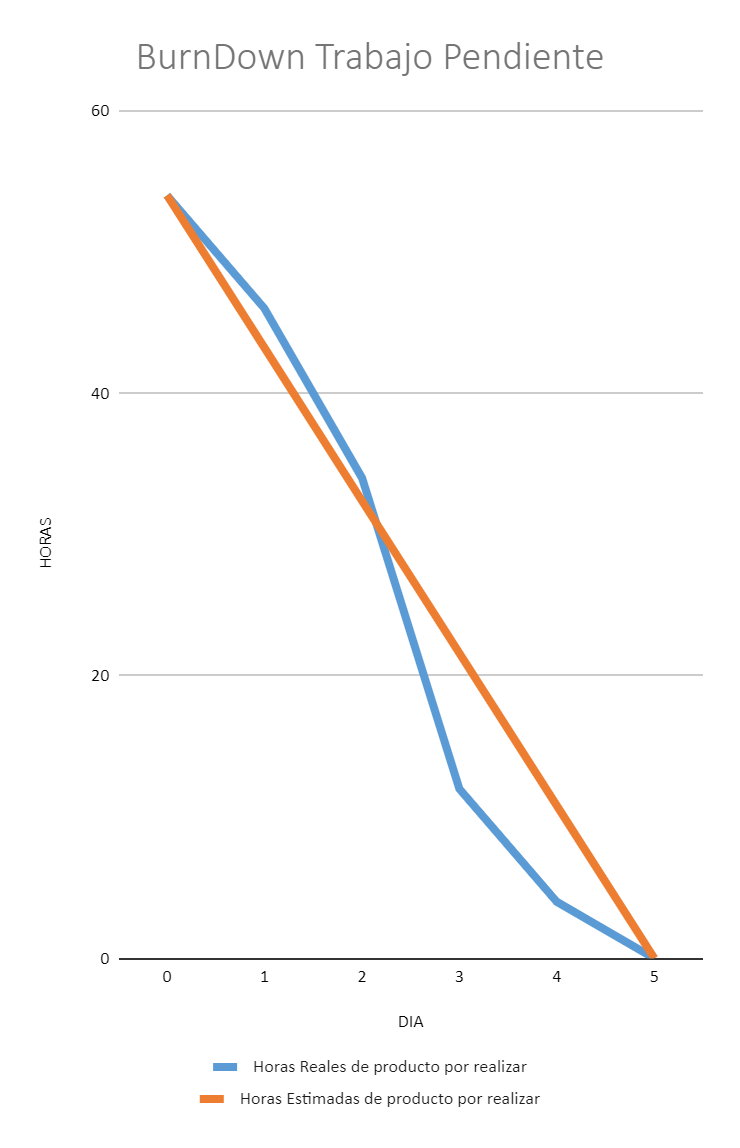 BurnDown Trabajo Pendiente
60
40
20
0
HORAS
0 1 2 3 4 5
DIA
Horas Reales de producto por realizar
Horas Estimadas de producto por realizar